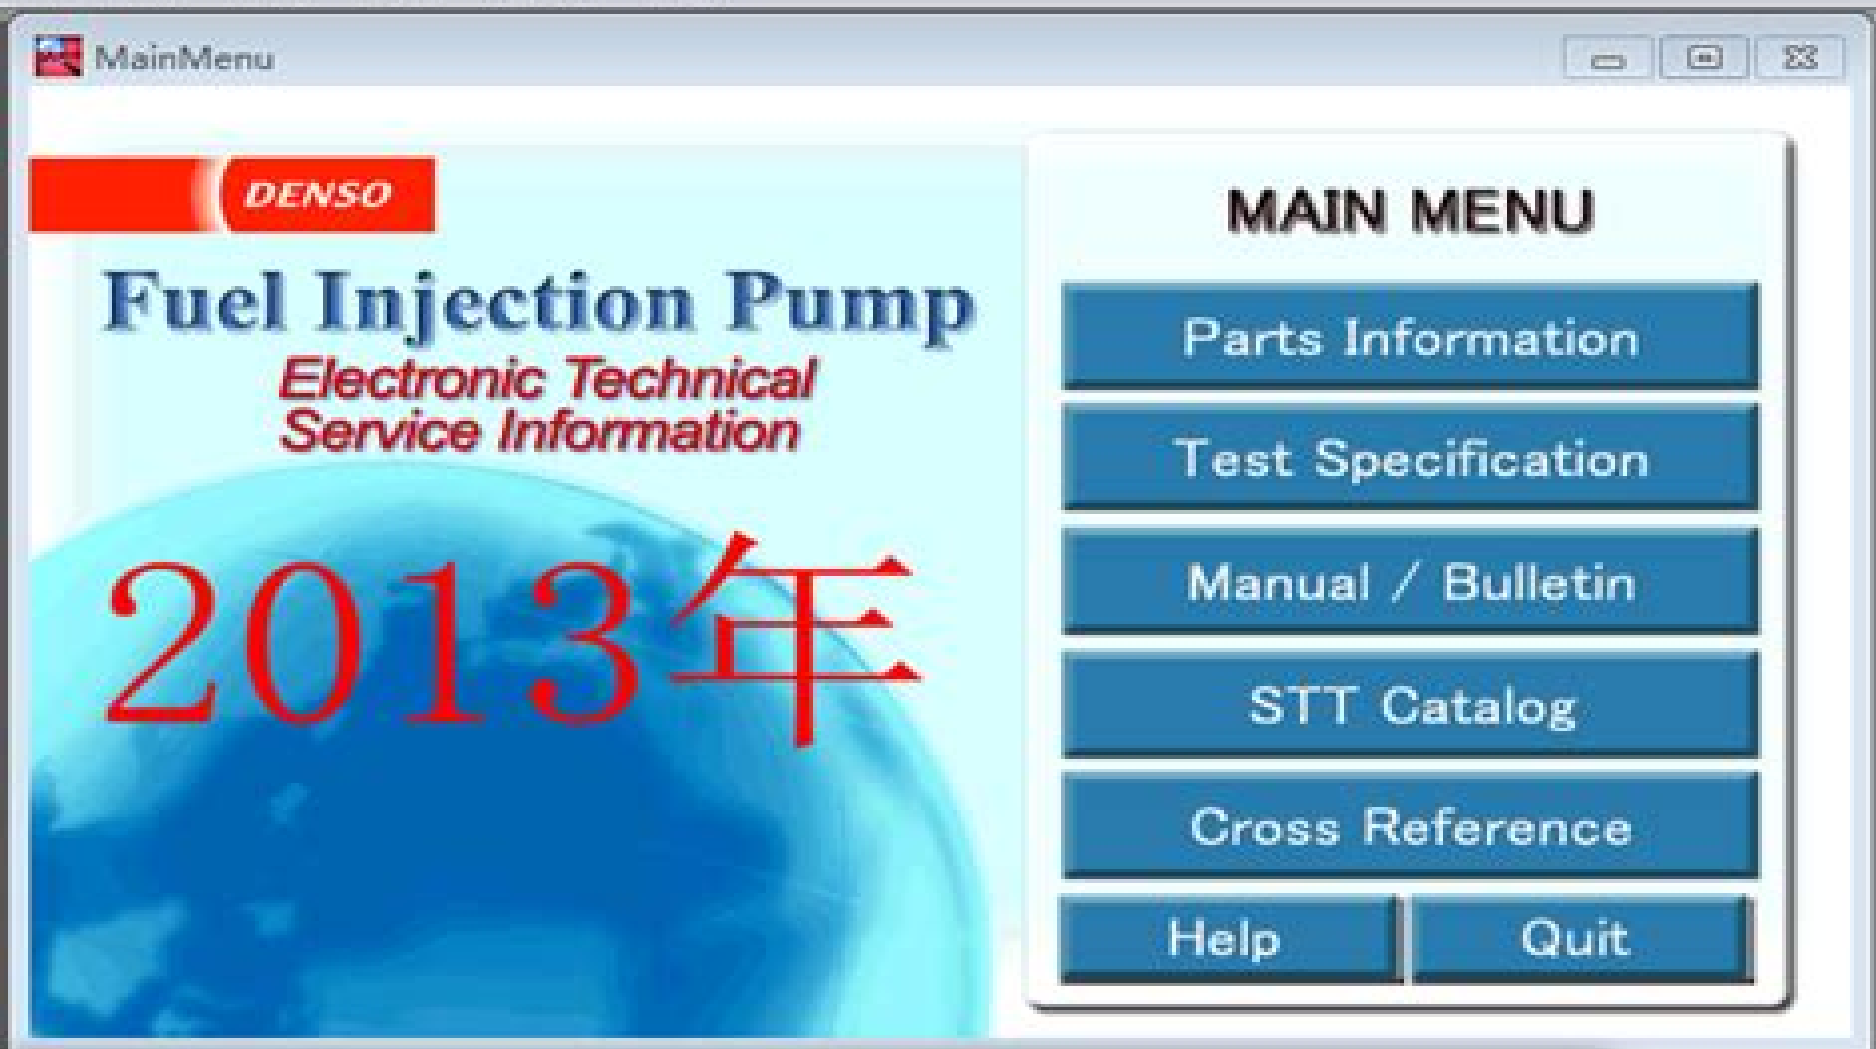 MainMenu
DENSO
Fuel Injection Pump
Electronic Technical
Service Information
2013年
MAIN MENU
Parts Information
Test Specification
Manual / Bulletin
STT Catalog
Cross Reference
Help
Quit